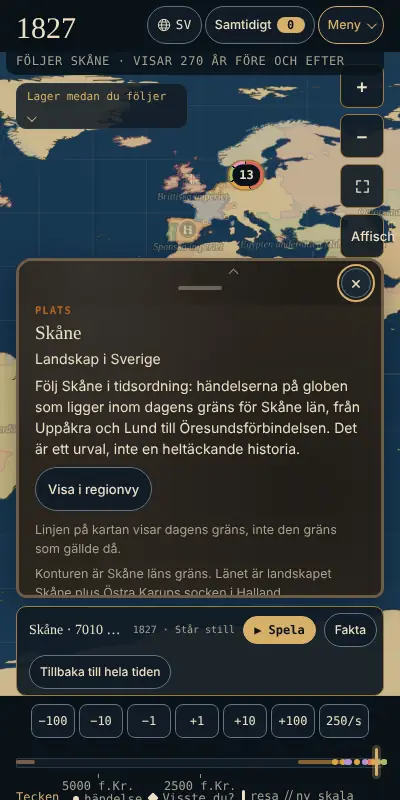 1827
SV
Samtidigt 0
Meny
FÖLJER SKÅNE · VISAR 270 ÅR FÖRE OCH EFTER
Lager medan du följer
+
−
13
Brittiska imperiet
H
Affisch
PLATS
Skåne
Landskap i Sverige
Följ Skåne i tidsordning: händelserna på globen
som ligger inom dagens gräns för Skåne län, från
Uppåkra och Lund till Öresundsförbindelsen. Det
är ett urval, inte en heltäckande historia.
Visa i regionvy
Linjen på kartan visar dagens gräns, inte den gräns
som gällde då.
Konturen är Skåne läns gräns. Länet är landskapet
Skåne plus Östra Karups socken i Halland
Skåne · 7010 …
1827 · Står still
▶ Spela
Fakta
Tillbaka till hela tiden
−100
−10
−1
+1
+10
+100
250/s
5000 f.Kr.
2500 f.Kr.
Tecken
händelse
Visste du?
resa
// ny skala